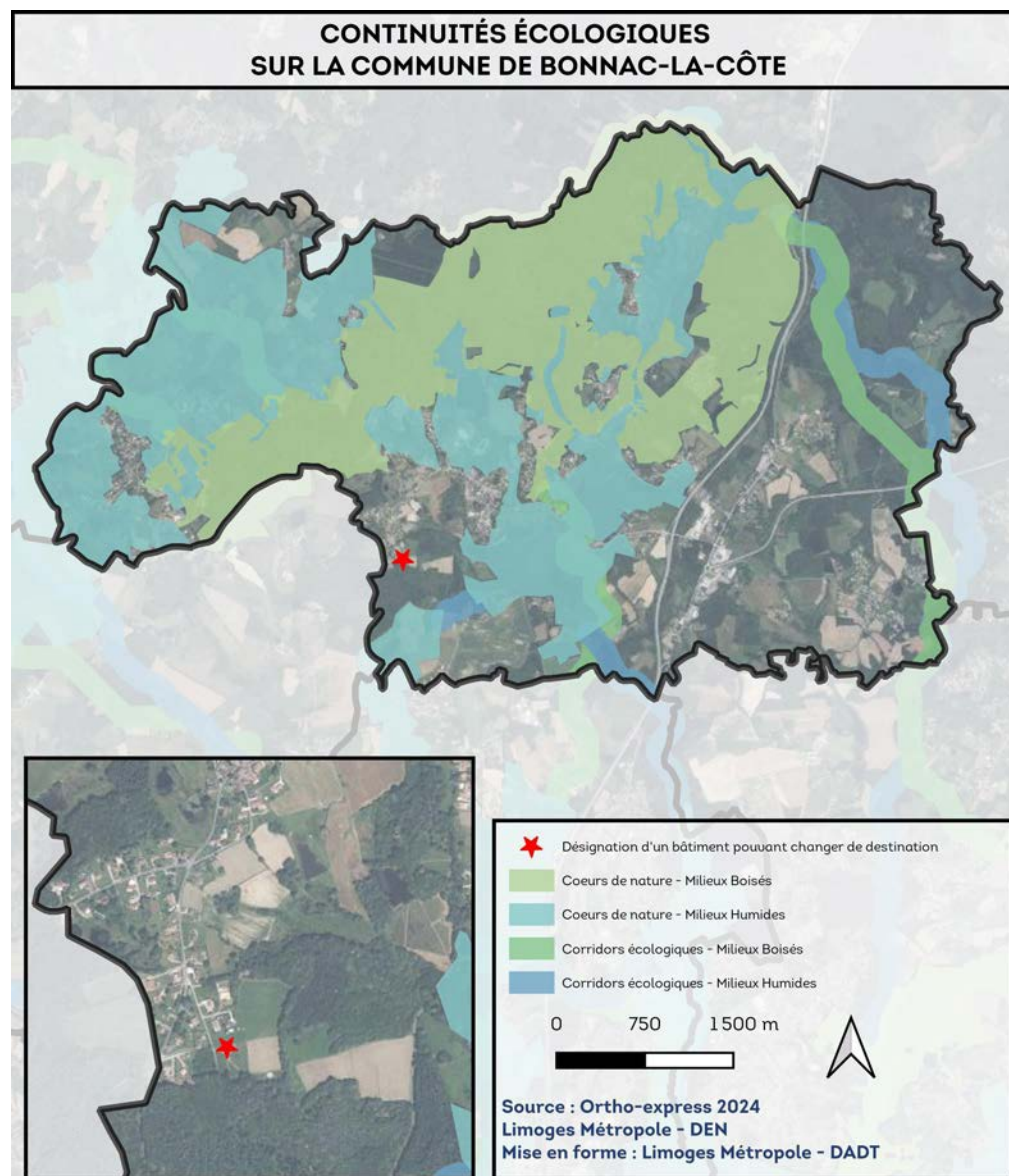 CONTINUITÉS ÉCOLOGIQUES
SUR LA COMMUNE DE BONNAC-LA-CÔTE
Désignation d'un bâtiment pouvant changer de destination
Coeurs de nature - Milieux Boisés
Coeurs de nature - Milieux Humides
Corridors écologiques - Milieux Boisés
Corridors écologiques - Milieux Humides
0 750 1 500 m
Source : Ortho-express 2024
Limoges Métropole - DEN
Mise en forme : Limoges Métropole - DADT